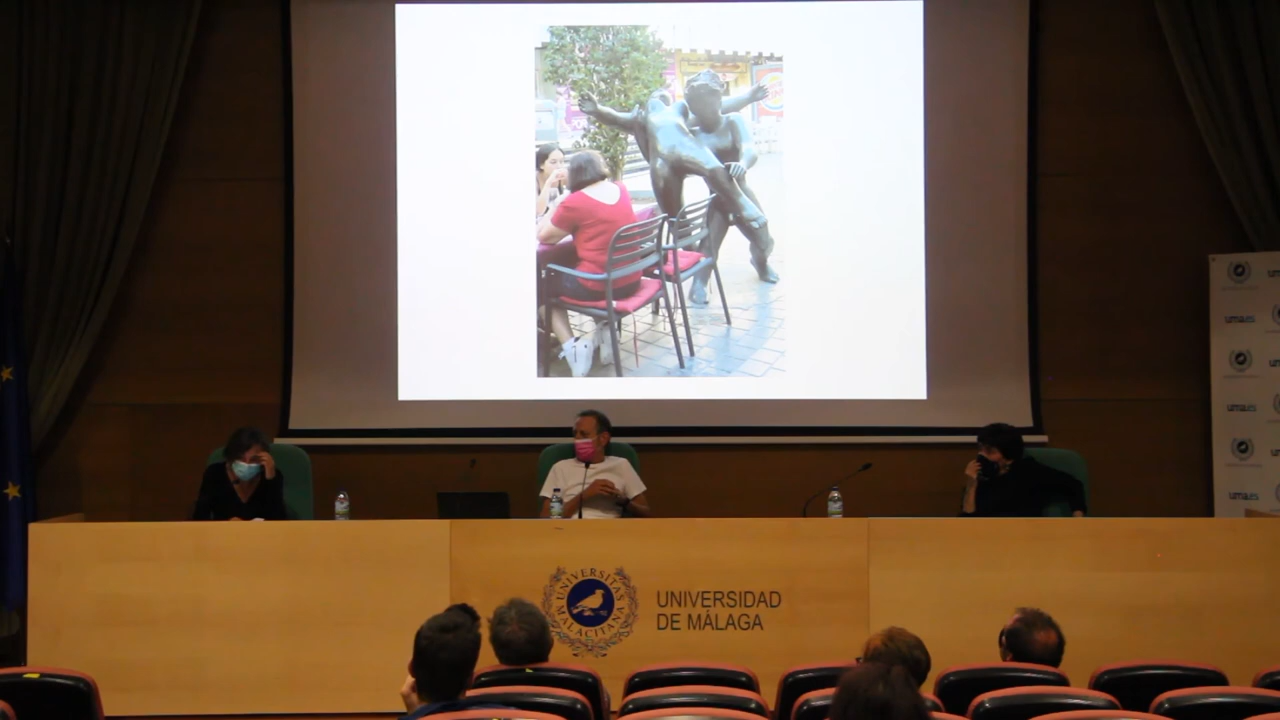 UNIVERSITAS MALACITANA
UNIVERSIDAD
DE MÁLAGA
uma.es
uma.es
uma.es